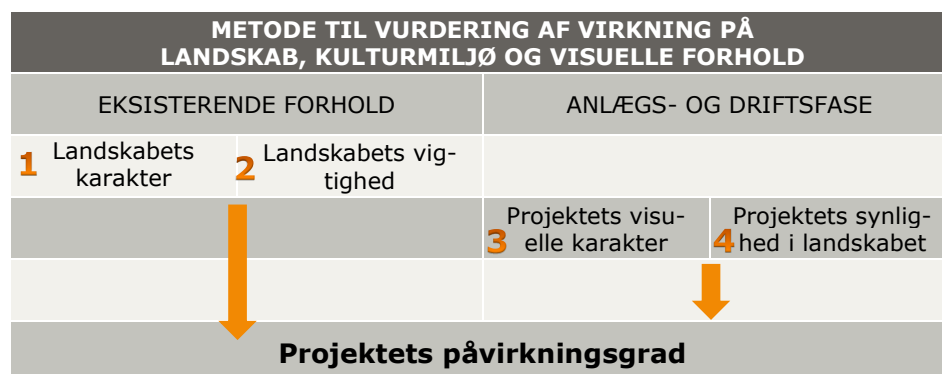 METODE TIL VURDERING AF VIRKNING PÅ
LANDSKAB, KULTURMILJØ OG VISUELLE FORHOLD
EKSISTERENDE FORHOLD
ANLÆGS- OG DRIFTSFASE
1 Landskabets
karakter
2 Landskabets vig-
tighed
3 Projektets visu-
elle karakter
4 Projektets synlig-
hed i landskabet
Projektets påvirkningsgrad